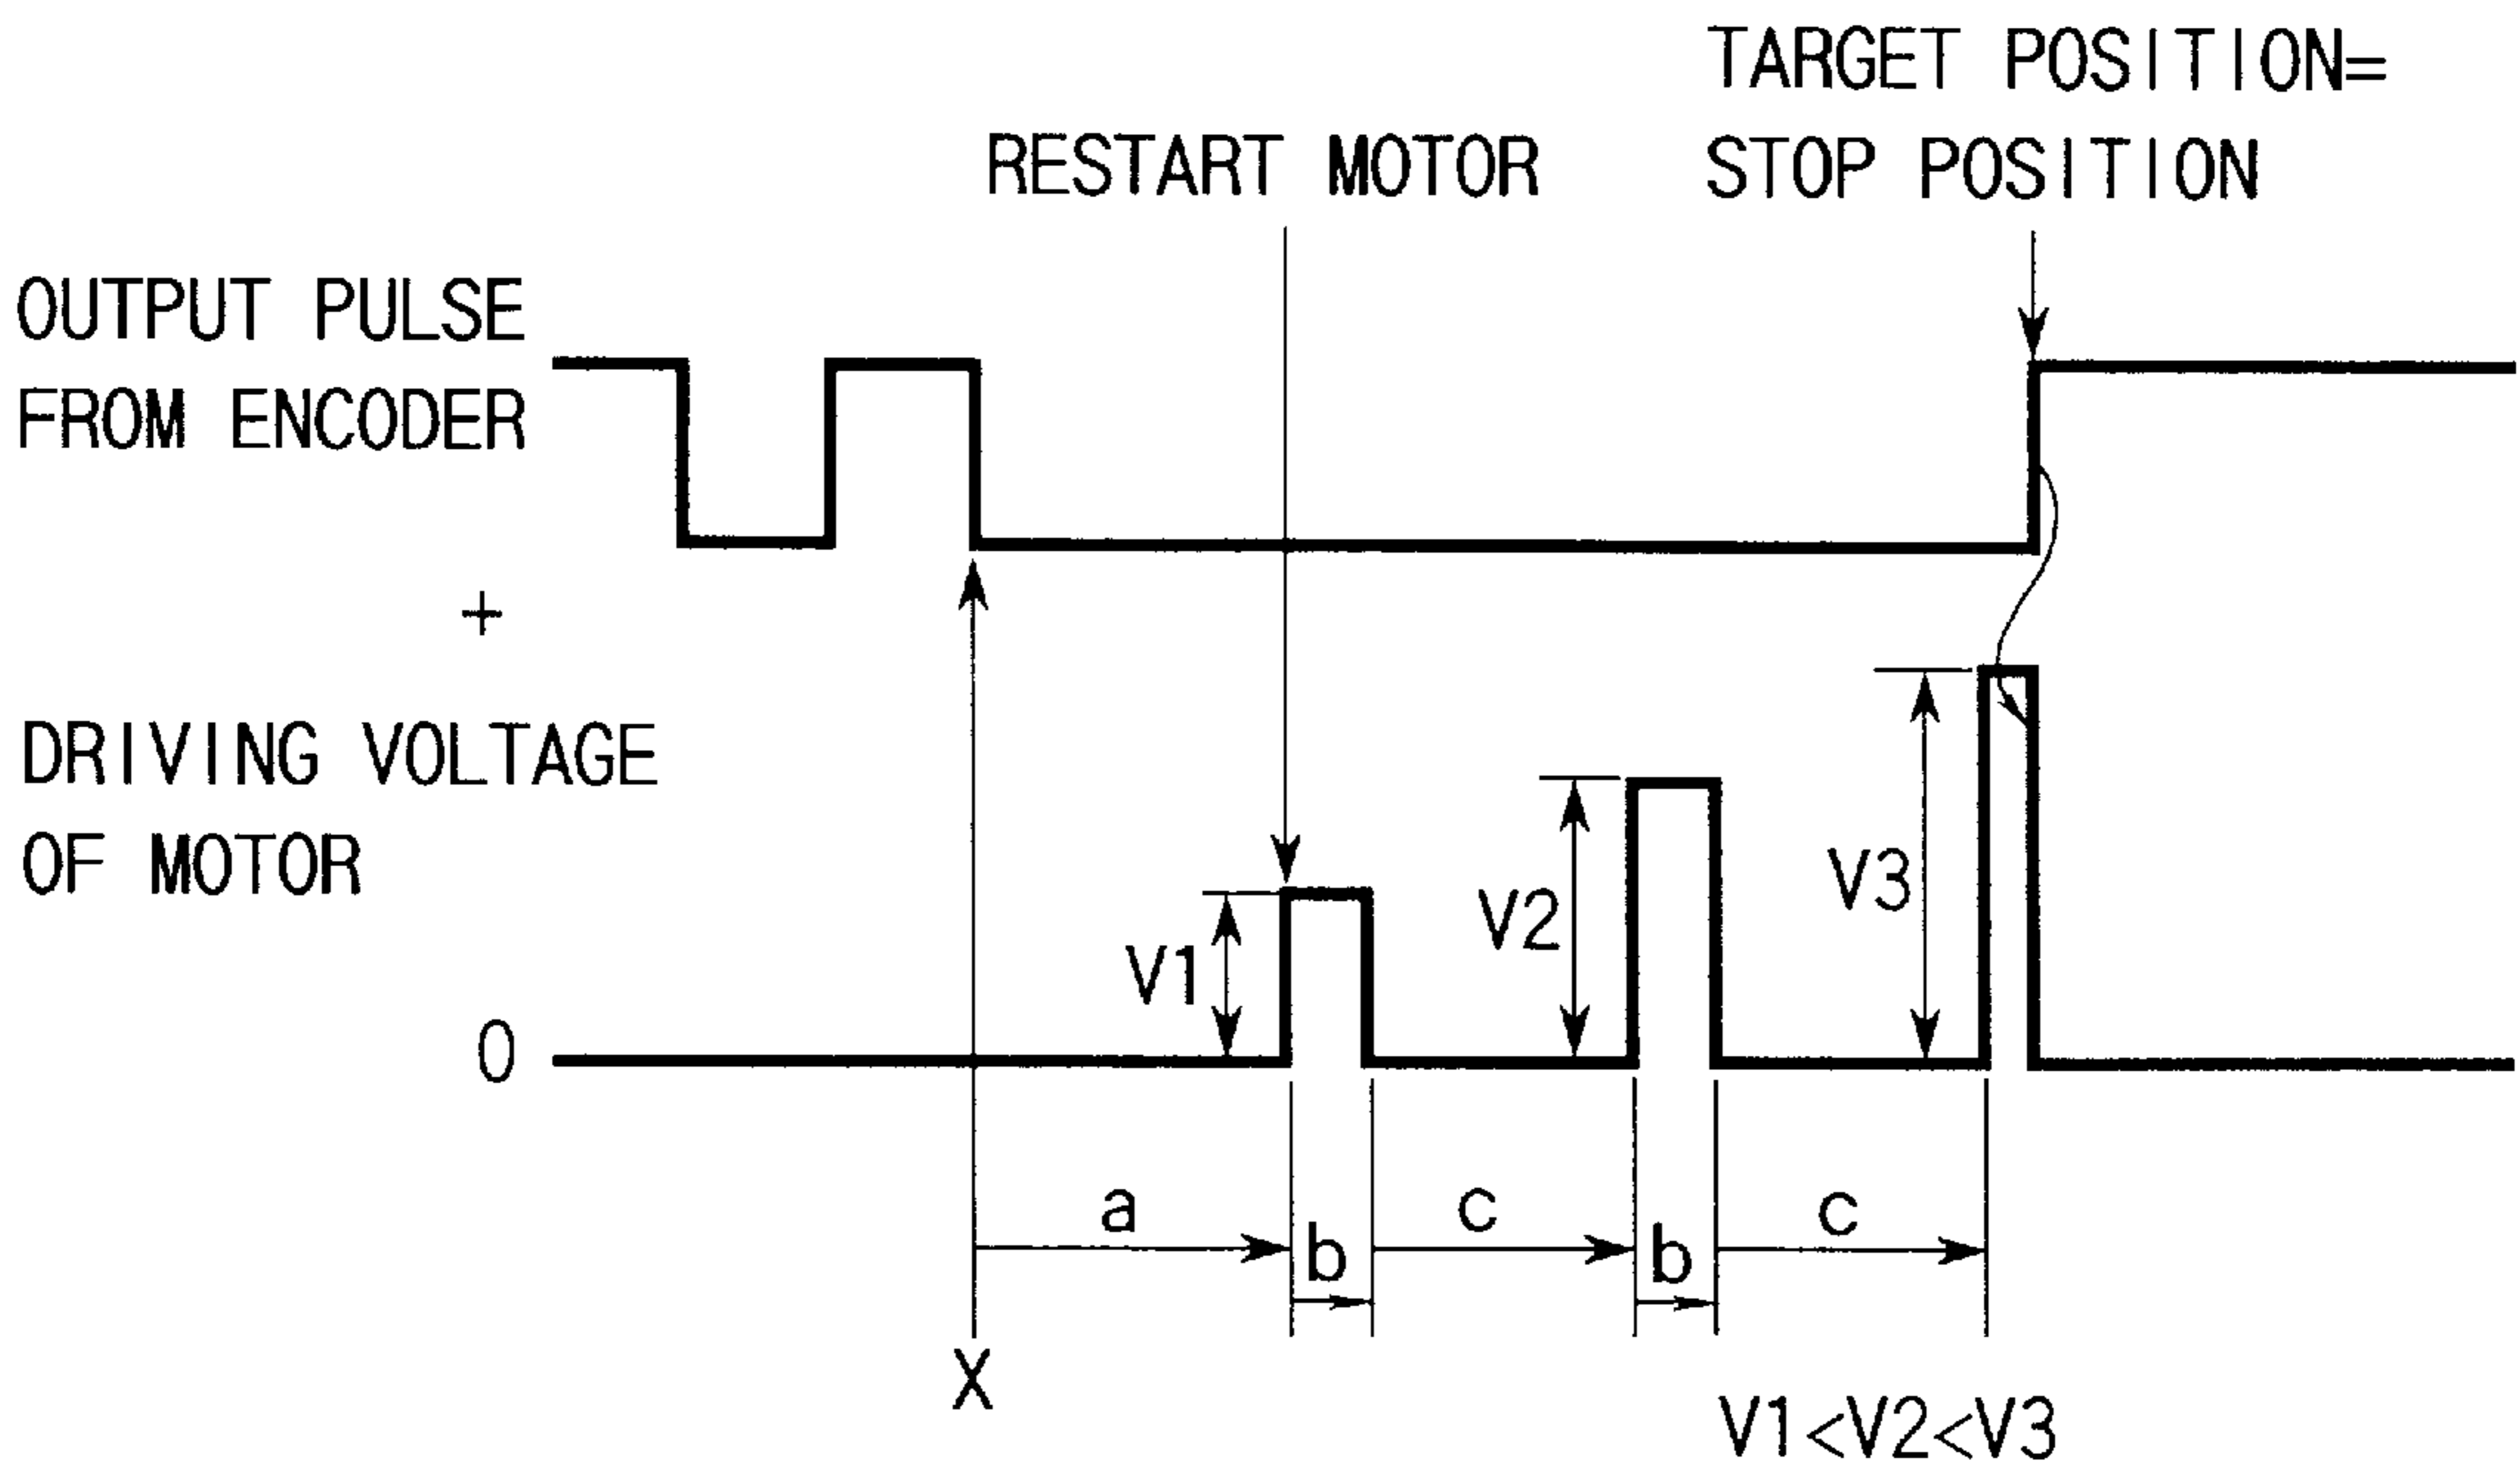 TARGET POSITION=
STOP POSITION
RESTART MOTOR
OUTPUT PULSE
FROM ENCODER
+
DRIVING VOLTAGE
OF MOTOR
V1
V2
V3
0
a
b
c
b
c
X
V1<V2<V3